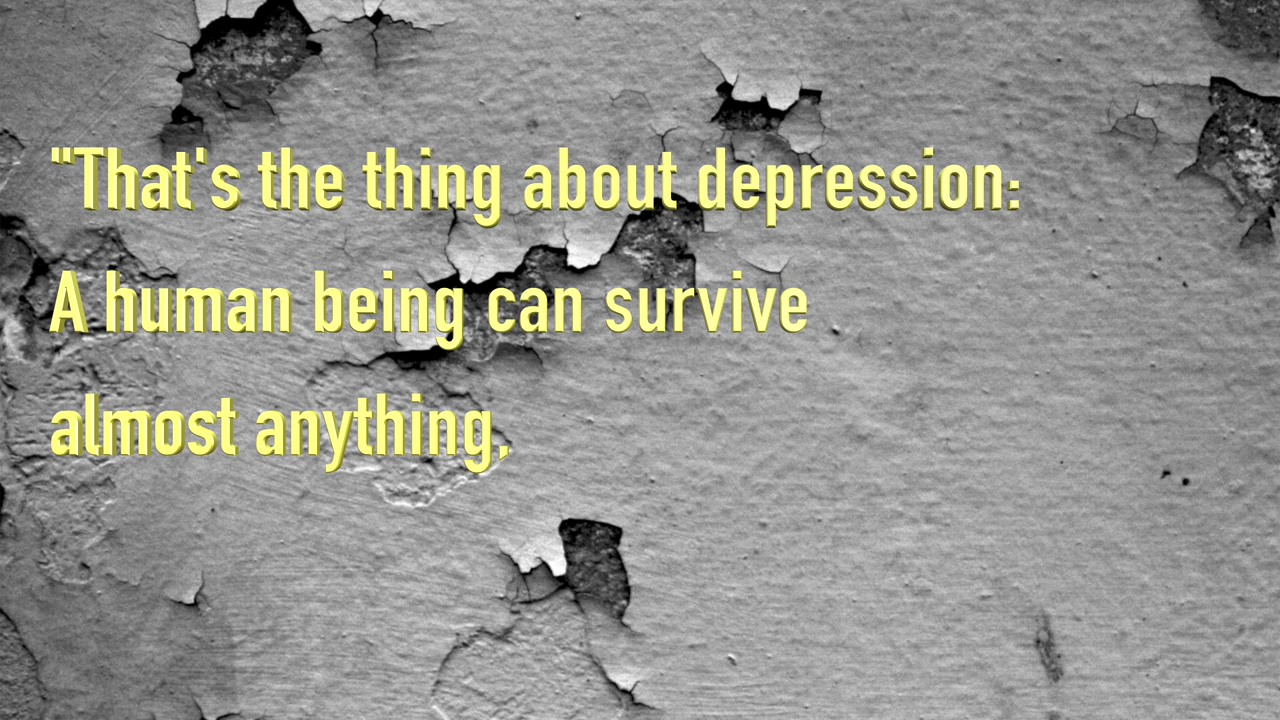 "That's the thing about depression:
A human being can survive
almost anything,